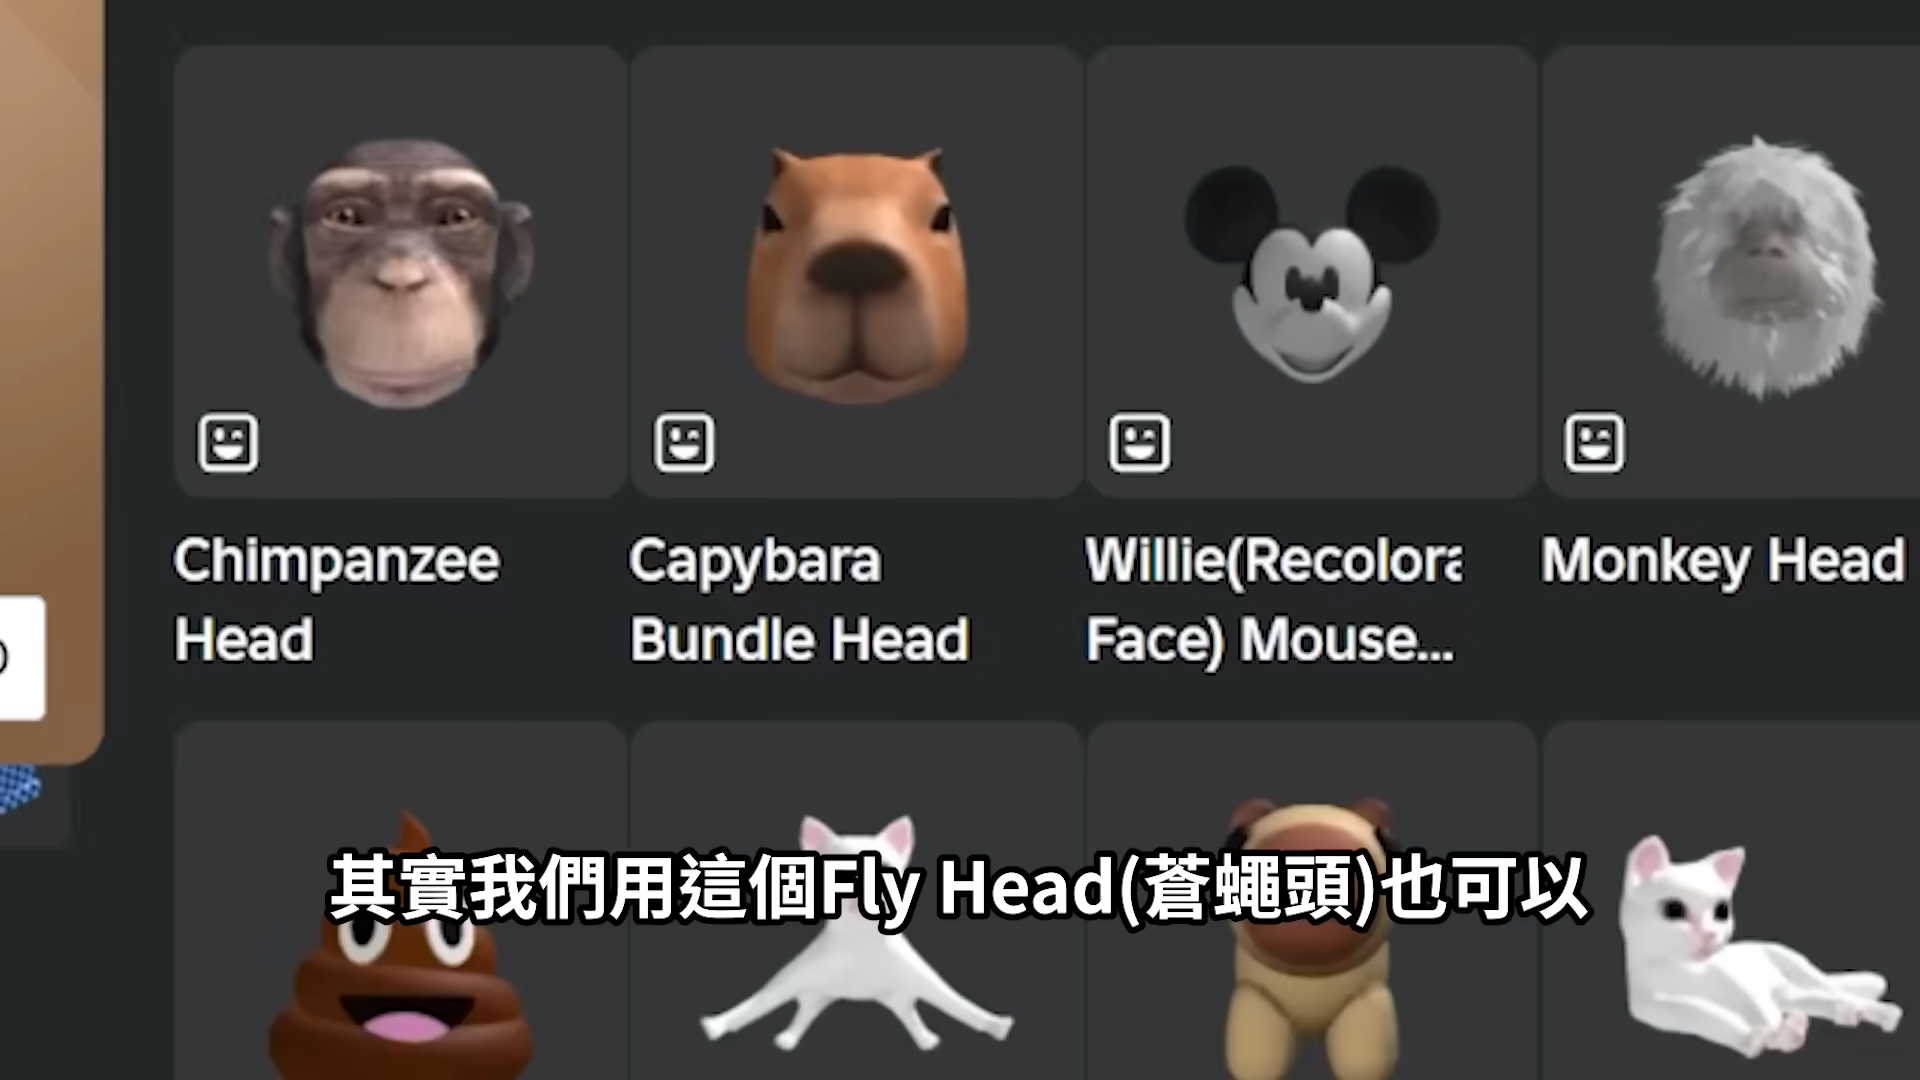 Chimpanzee
Head
Capybara
Bundle Head
Willie(Recolora
Face) Mouse...
Monkey Head
其實我們用這個Fly Head(蒼蠅頭)也可以